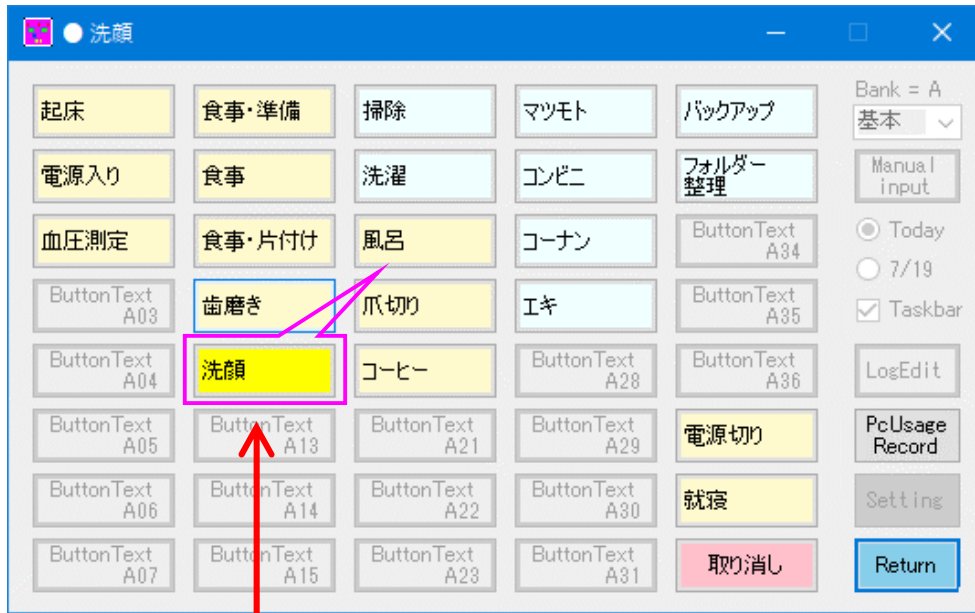 ● 洗顔
起床 食事・準備 掃除 マツモト バックアップ Bank = A
基本
電源入り 食事 洗濯 コンビニ フォルダー
整理 Manual
input
血圧測定 食事・片付け 風呂 コーナン ButtonText
A34 Today
7/19
ButtonText
A03 歯磨き 爪切り エキ ButtonText
A35 Taskbar
ButtonText
A04 洗顔 コーヒー ButtonText
A28 ButtonText
A36 LogEdit
ButtonText
A05 ButtonText
A13 ButtonText
A21 ButtonText
A29 電源切り PcUsage
Record
ButtonText
A06 ButtonText
A14 ButtonText
A22 ButtonText
A30 就寝 Setting
ButtonText
A07 ButtonText
A15 ButtonText
A23 ButtonText
A31 取り消し Return